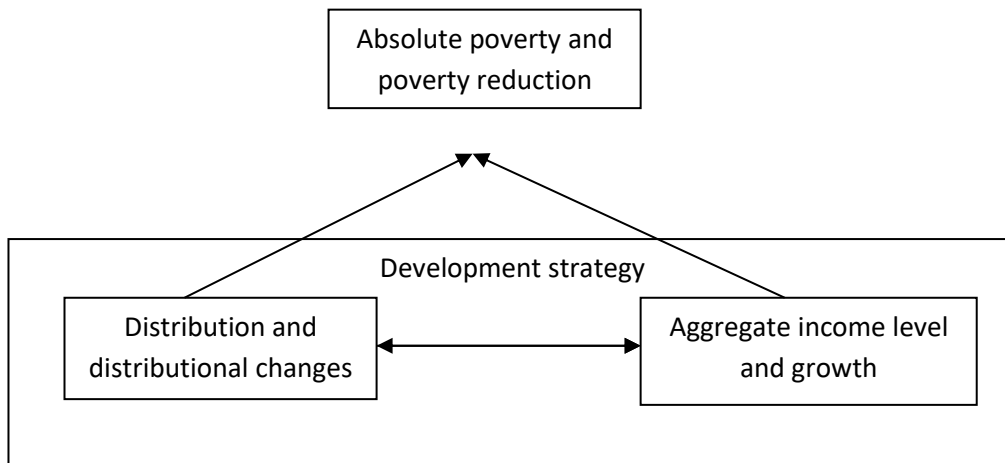 Absolute poverty and
poverty reduction
Development strategy
Distribution and
distributional changes
Aggregate income level
and growth